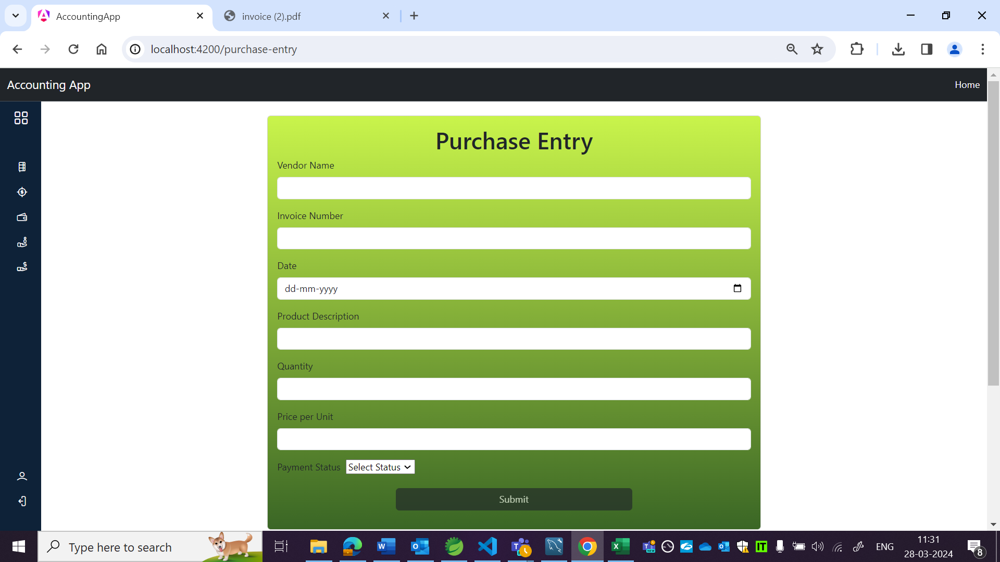 AccountingApp
invoice (2).pdf
localhost:4200/purchase-entry
Accounting App
Home
Purchase Entry
Vendor Name
Invoice Number
Date
dd-mm-yyyy
Product Description
Quantity
Price per Unit
Payment Status Select Status
Submit
Type here to search
ENG
11:31
28-03-2024
8